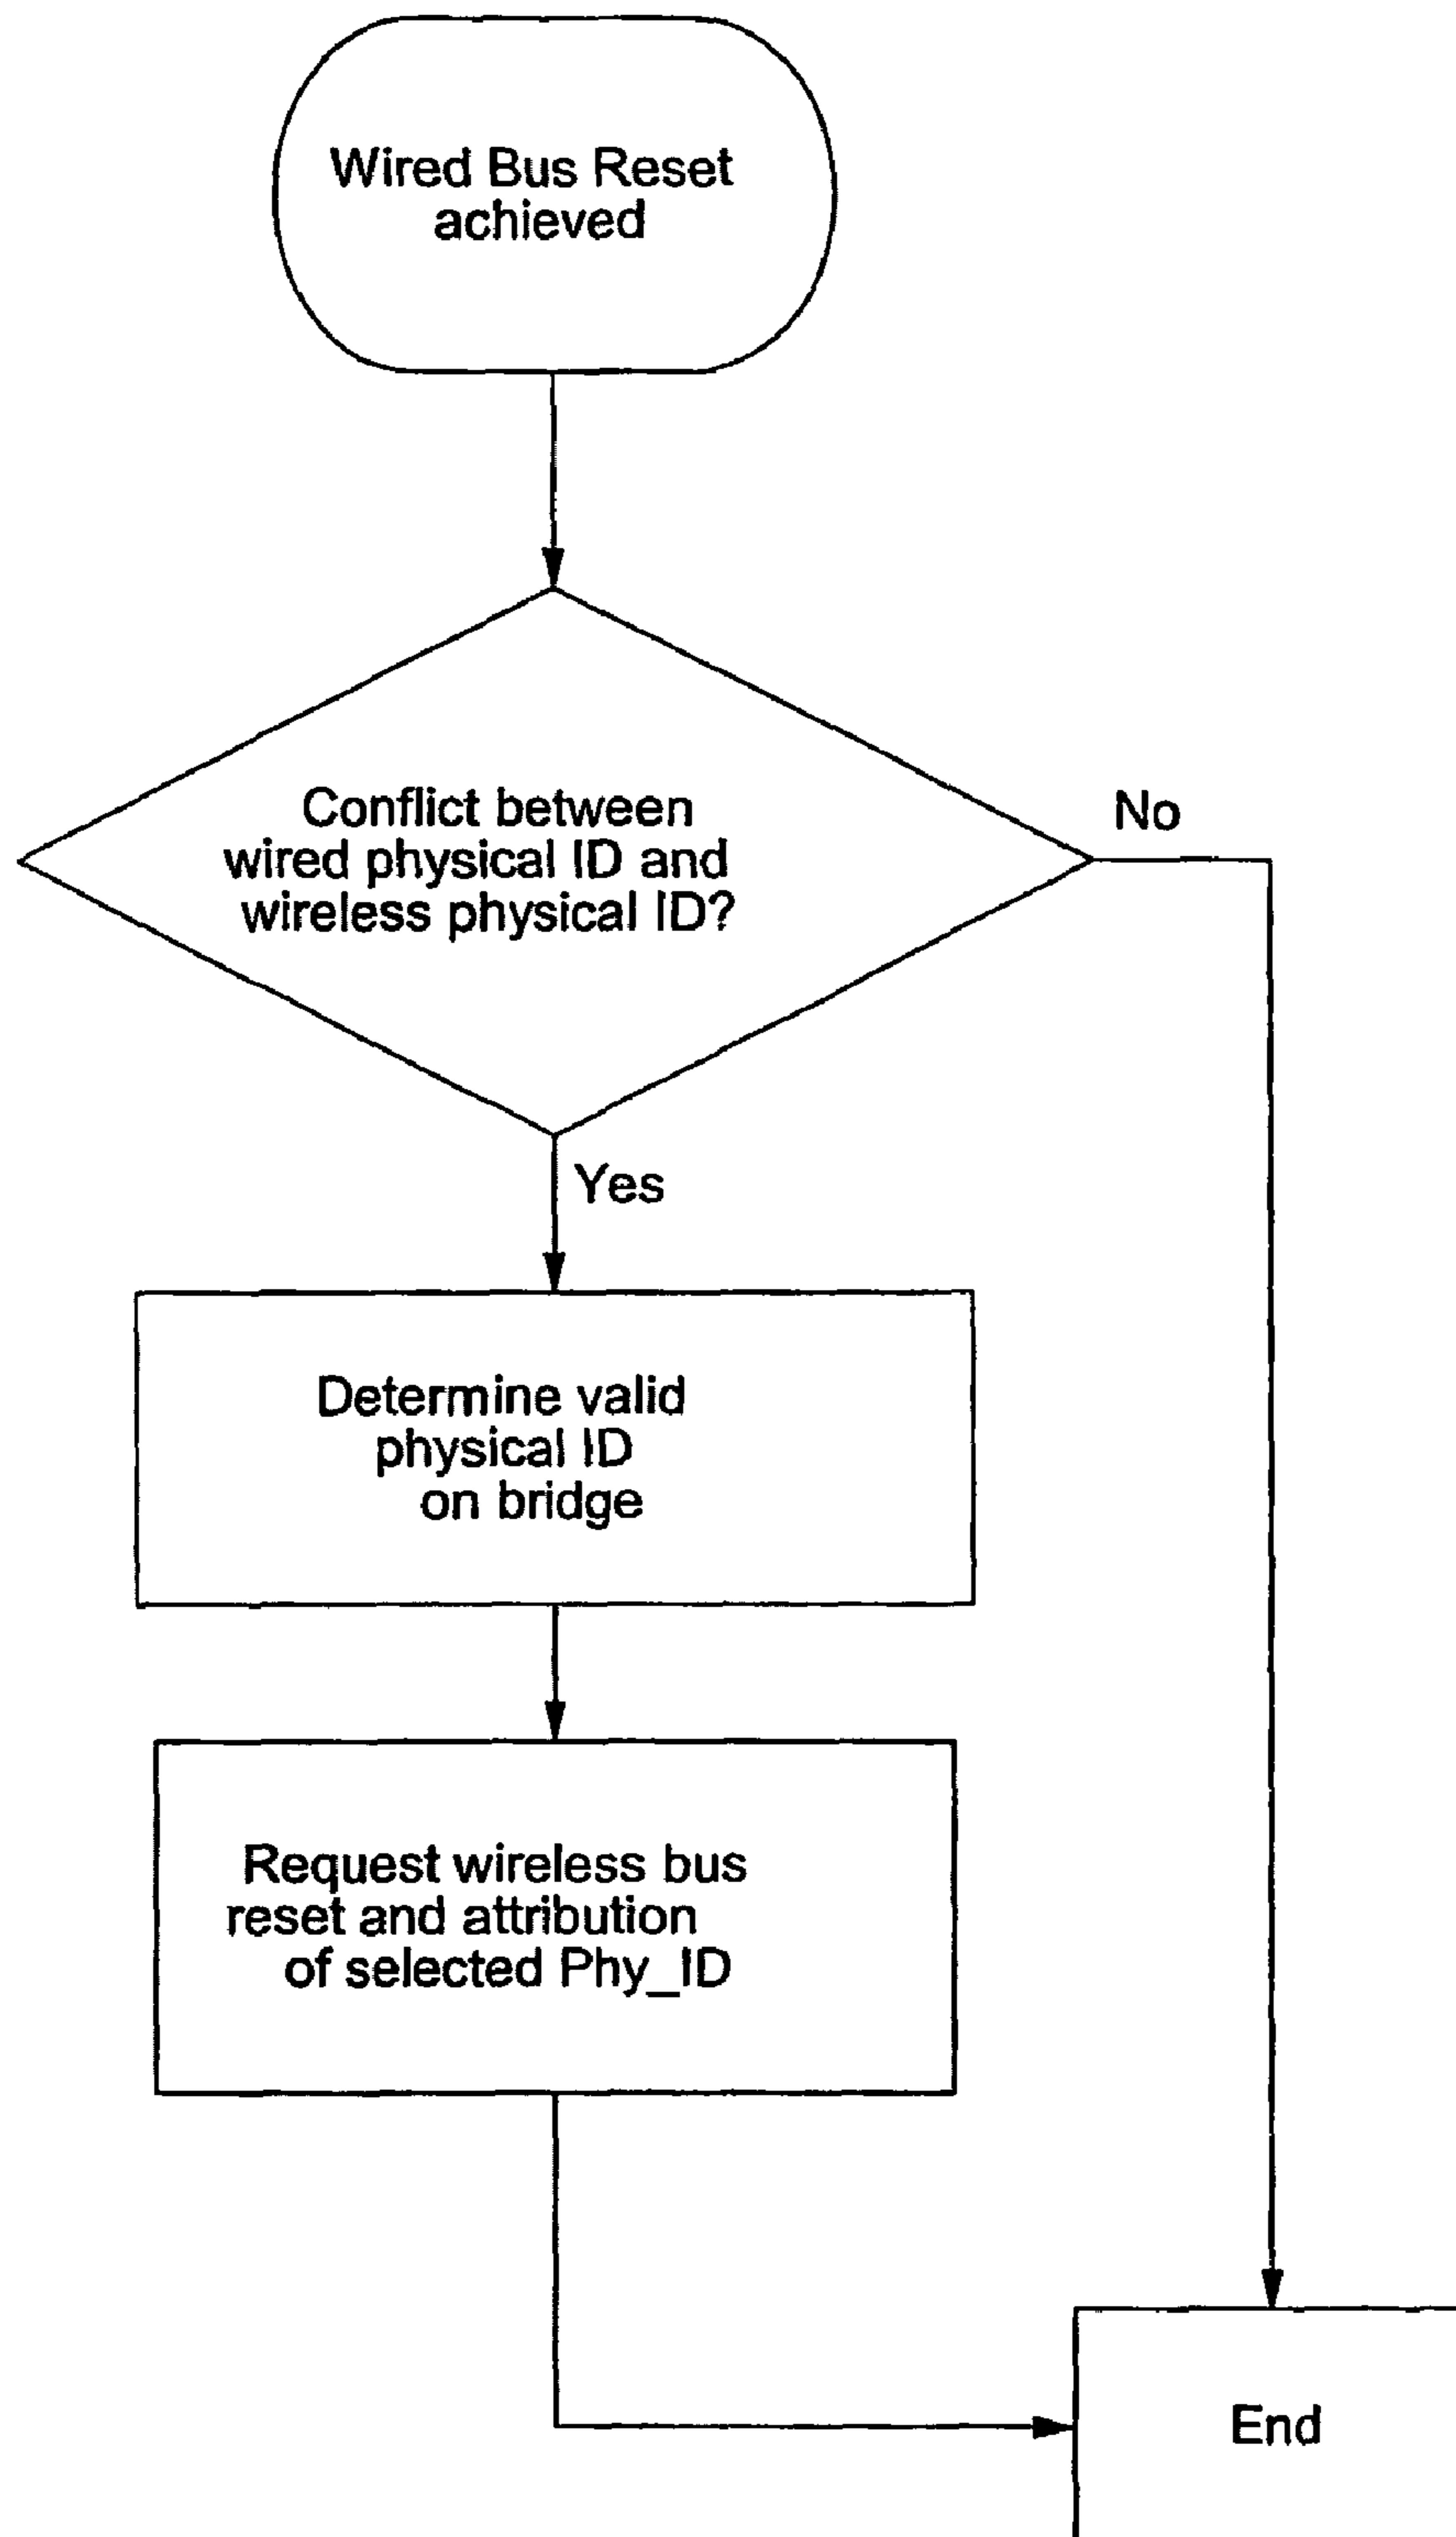 Wired Bus Reset
achieved
Conflict between
wired physical ID and
wireless physical ID?
No
Yes
Determine valid
physical ID
on bridge
Request wireless bus
reset and attribution
of selected Phy_ID
End